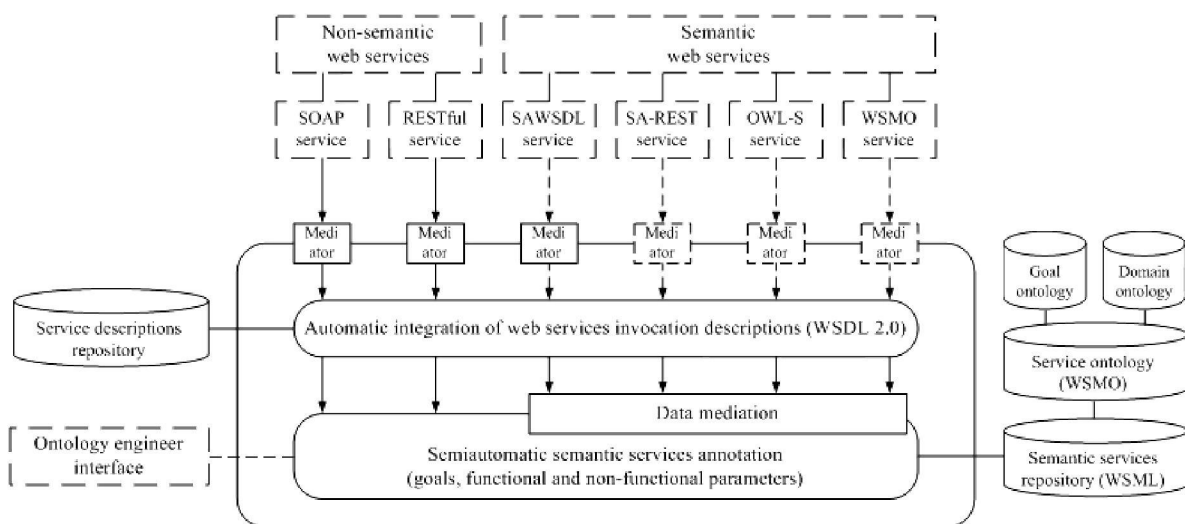 Non-semantic
web services
Semantic
web services
SOAP
service
RESTful
service
SAWSDL
service
SA-REST
service
OWL-S
service
WSMO
service
Medi
ator
Medi
ator
Medi
ator
Medi
ator
Medi
ator
Medi
ator
Goal
ontology
Domain
ontology
Service descriptions
repository
Automatic integration of web services invocation descriptions (WSDL 2.0)
Service ontology
(WSMO)
Data mediation
Ontology engineer
interface
Semiautomatic semantic services annotation
(goals, functional and non-functional parameters)
Semantic services
repository (WSML)